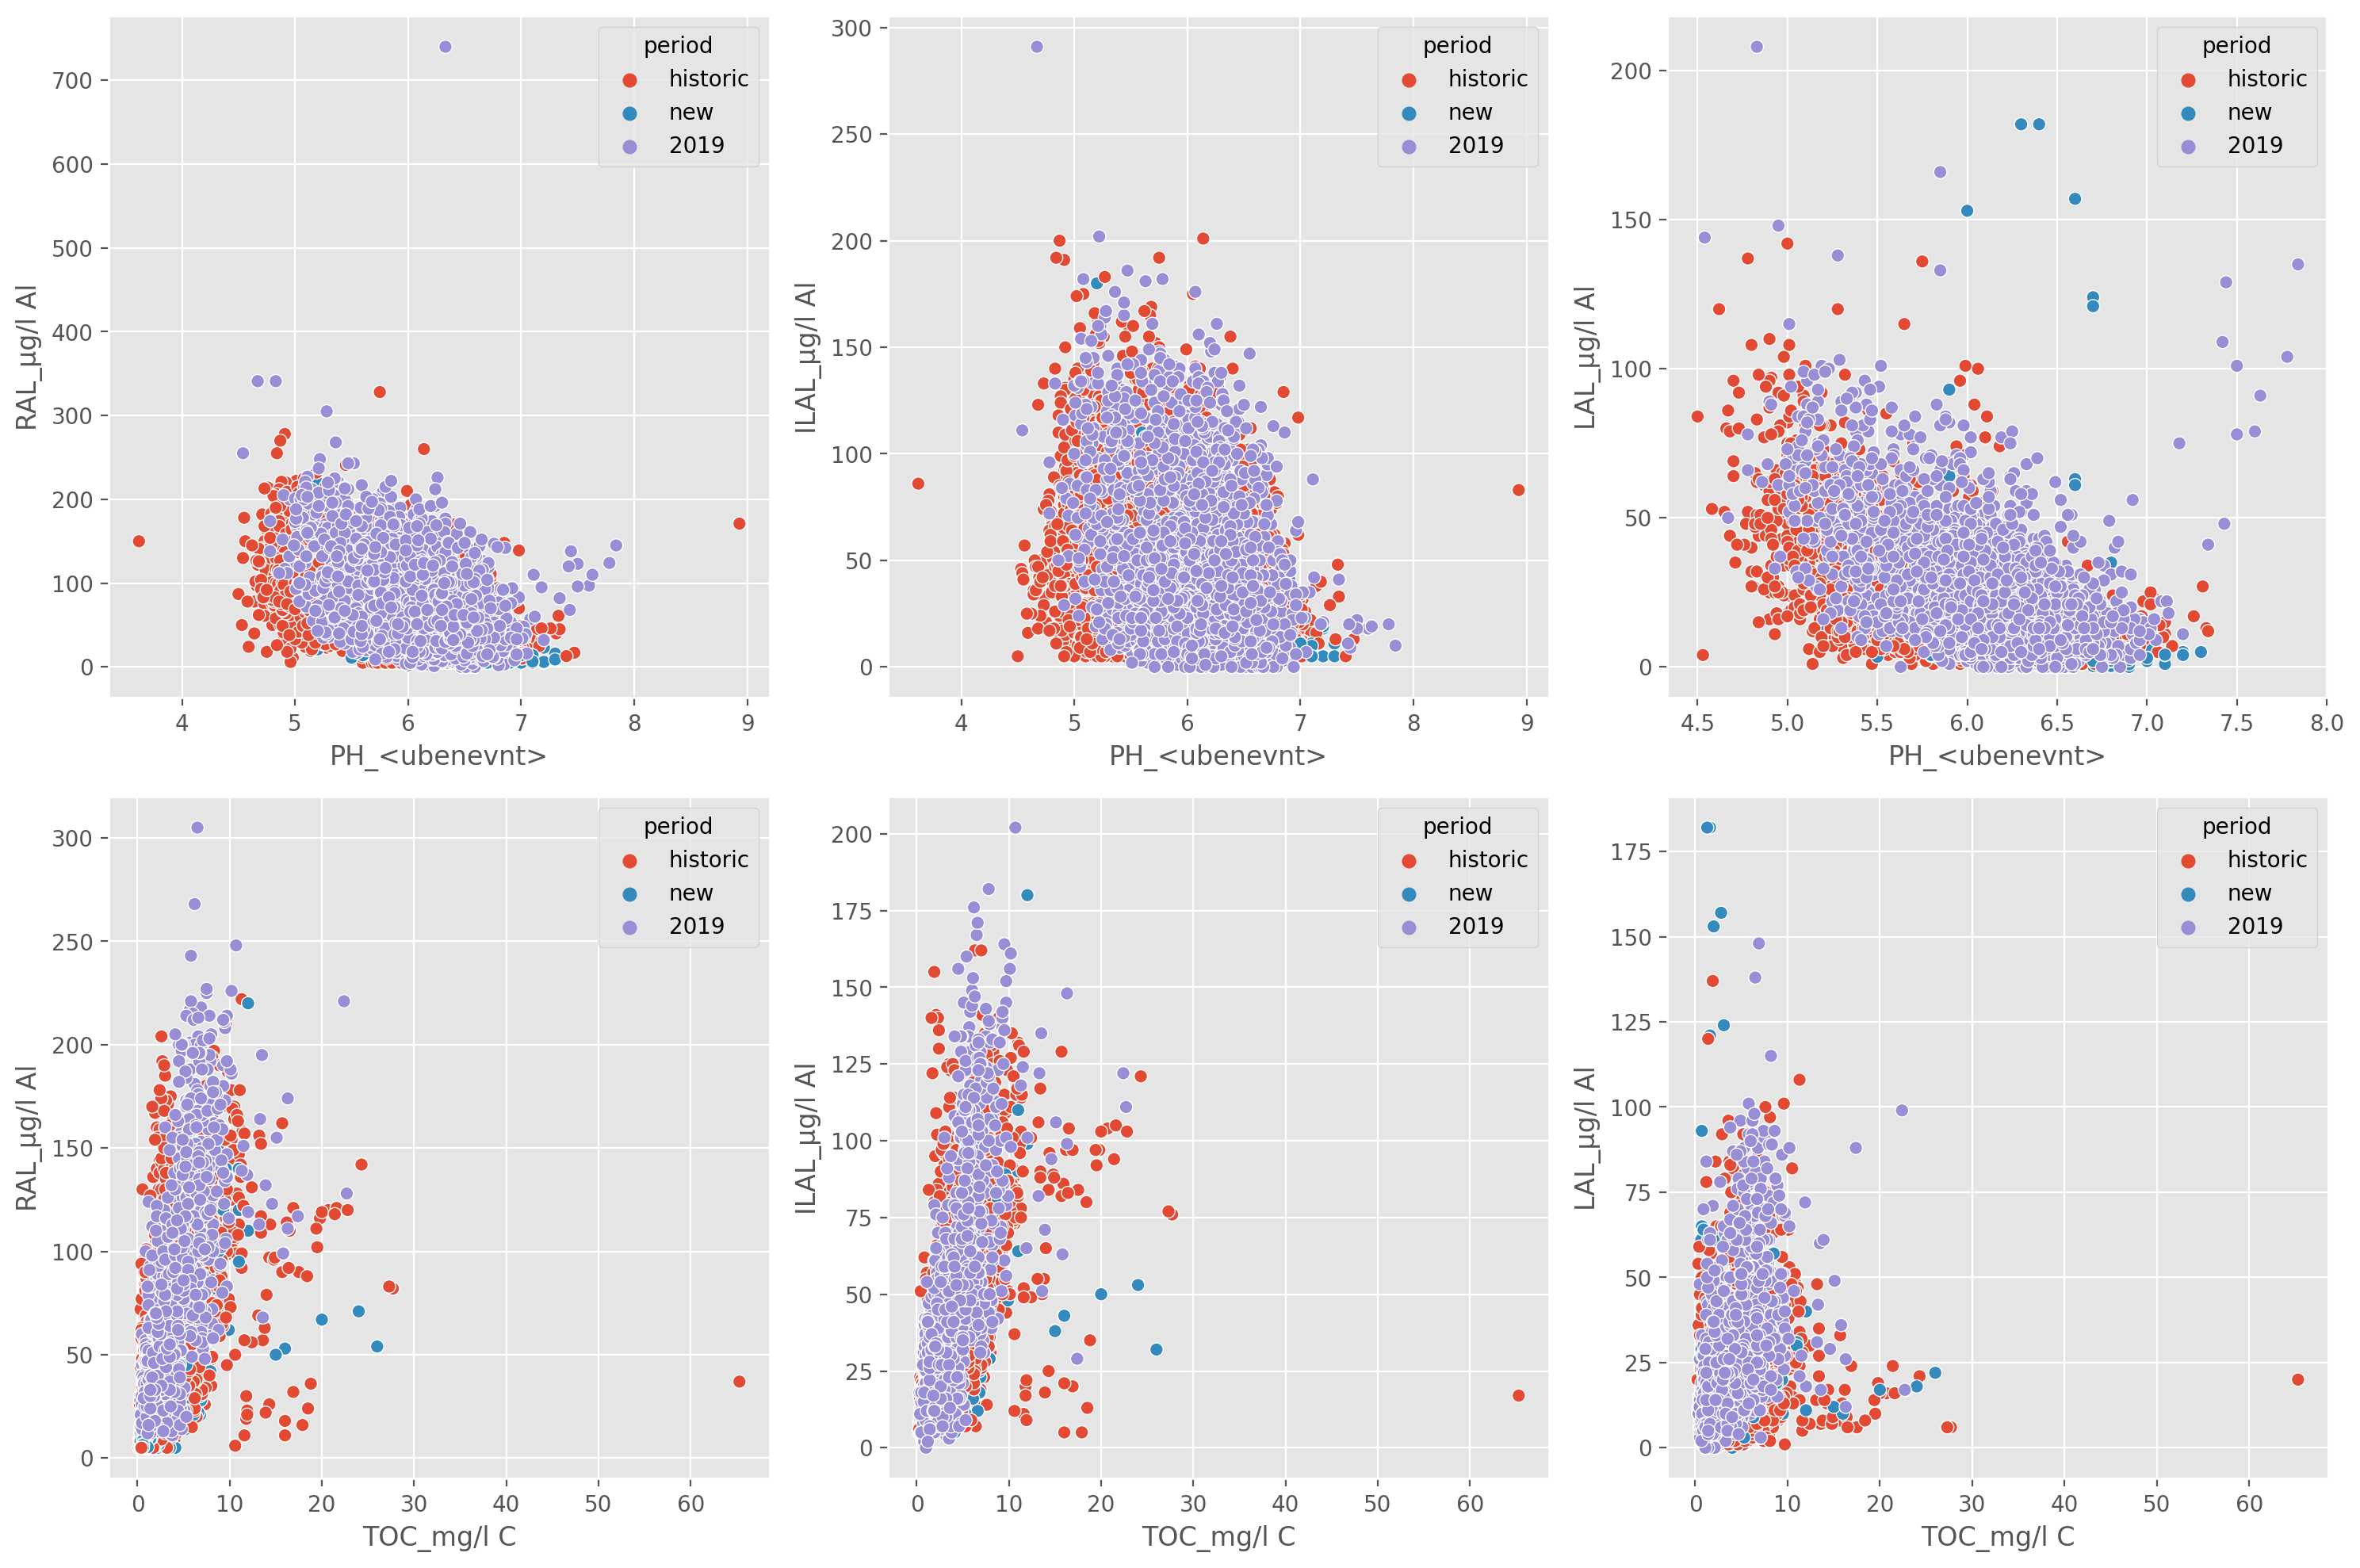 700
600
500
400
300
200
100
0
RAL_µg/l Al
4 5 6 7 8 9
PH_<ubenevnt>
period
historic
new
2019
300
250
200
150
100
50
0
ILAL_µg/l Al
4 5 6 7 8 9
PH_<ubenevnt>
period
historic
new
2019
200
150
100
50
0
LAL_µg/l Al
4.5 5.0 5.5 6.0 6.5 7.0 7.5 8.0
PH_<ubenevnt>
period
historic
new
2019
300
250
200
150
100
50
0
RAL_µg/l Al
0 10 20 30 40 50 60
TOC_mg/l C
period
historic
new
2019
200
175
150
125
100
75
50
25
0
ILAL_µg/l Al
0 10 20 30 40 50 60
TOC_mg/l C
period
historic
new
2019
175
150
125
100
75
50
25
0
LAL_µg/l Al
0 10 20 30 40 50 60
TOC_mg/l C
period
historic
new
2019